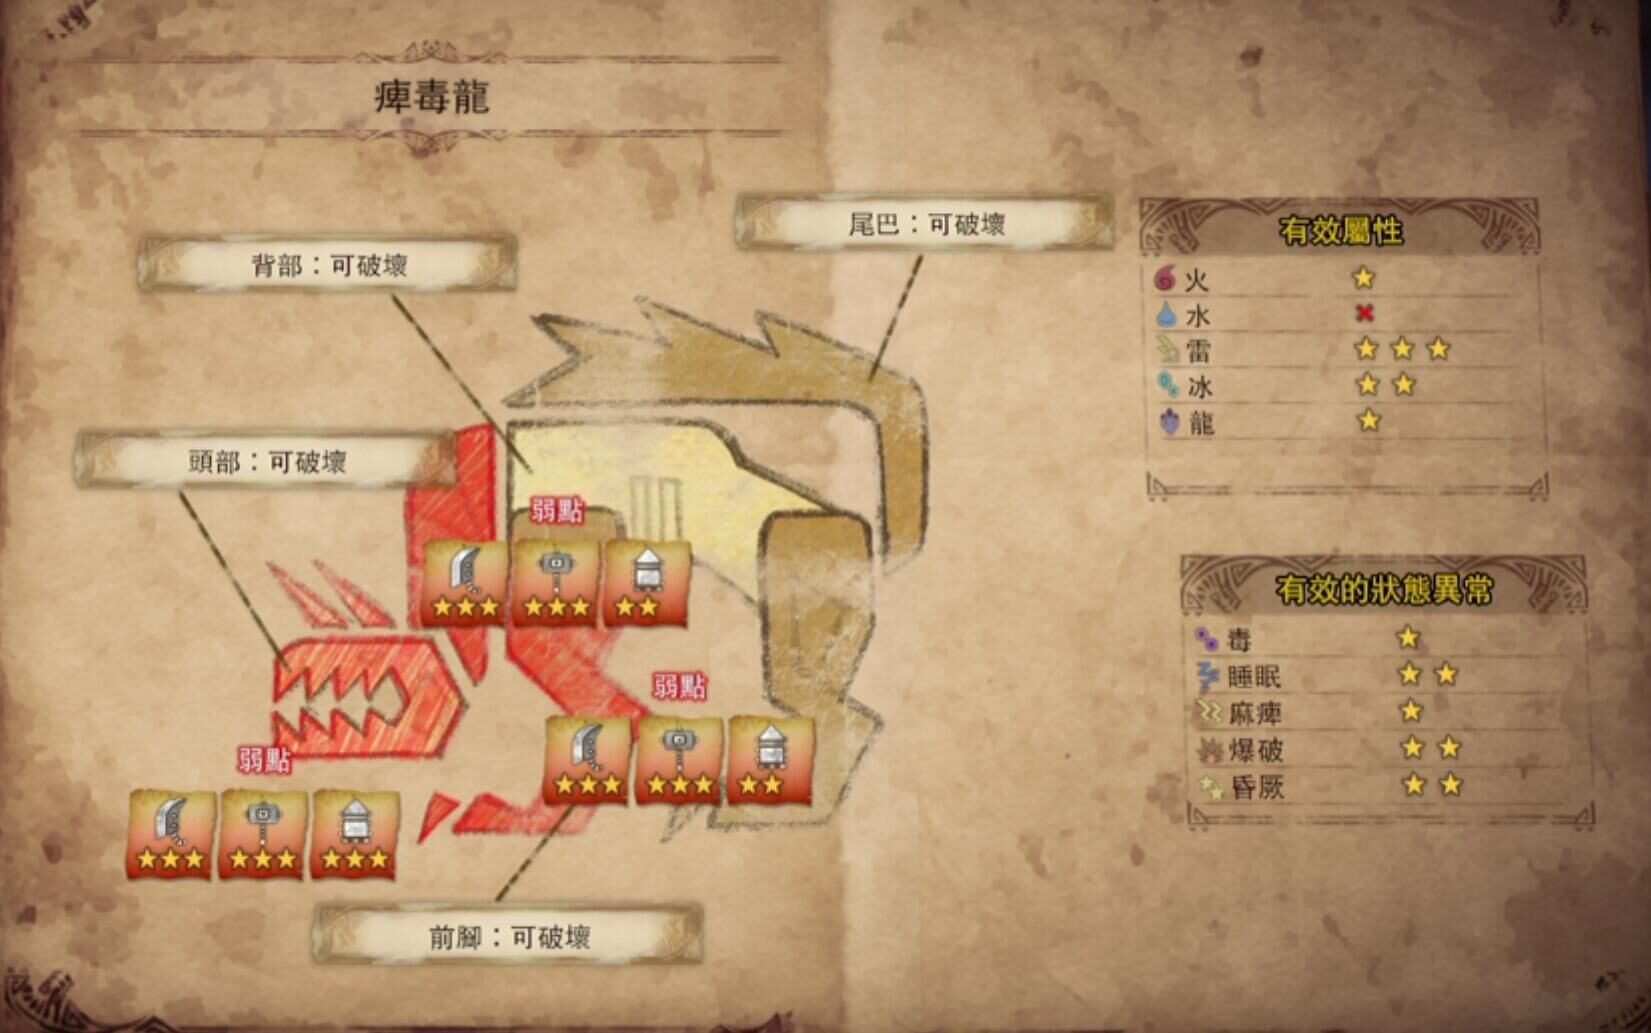 痺毒龍
尾巴：可破壞
背部：可破壞
頭部：可破壞
弱點
弱點
弱點
前腳：可破壞
有效屬性
火
水
雷
冰
龍
有效的狀態異常
毒
睡眠
麻痺
爆破
昏厥